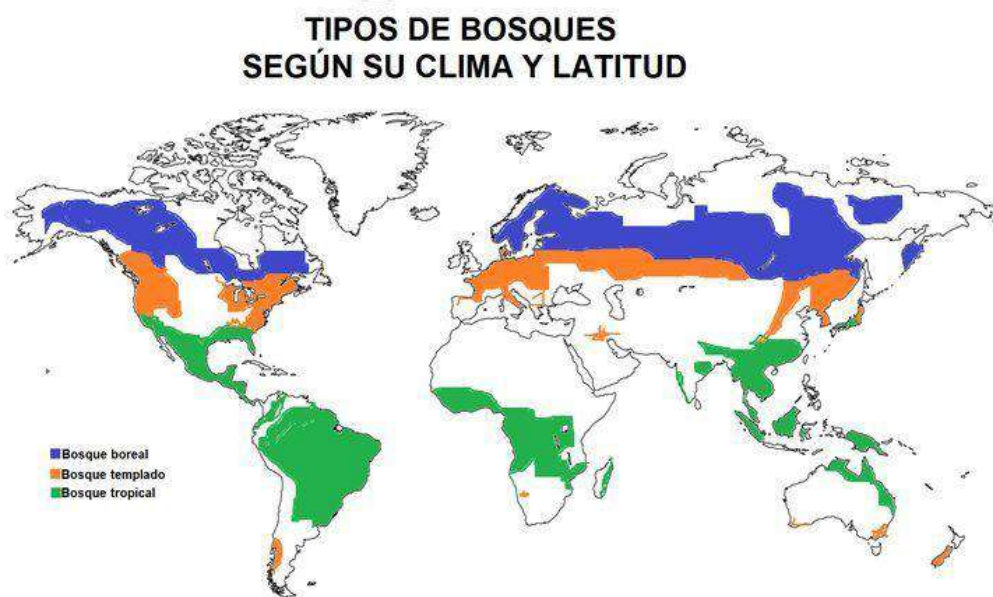 TIPOS DE BOSQUES
SEGÚN SU CLIMA Y LATITUD
Bosque boreal
Bosque templado
Bosque tropical